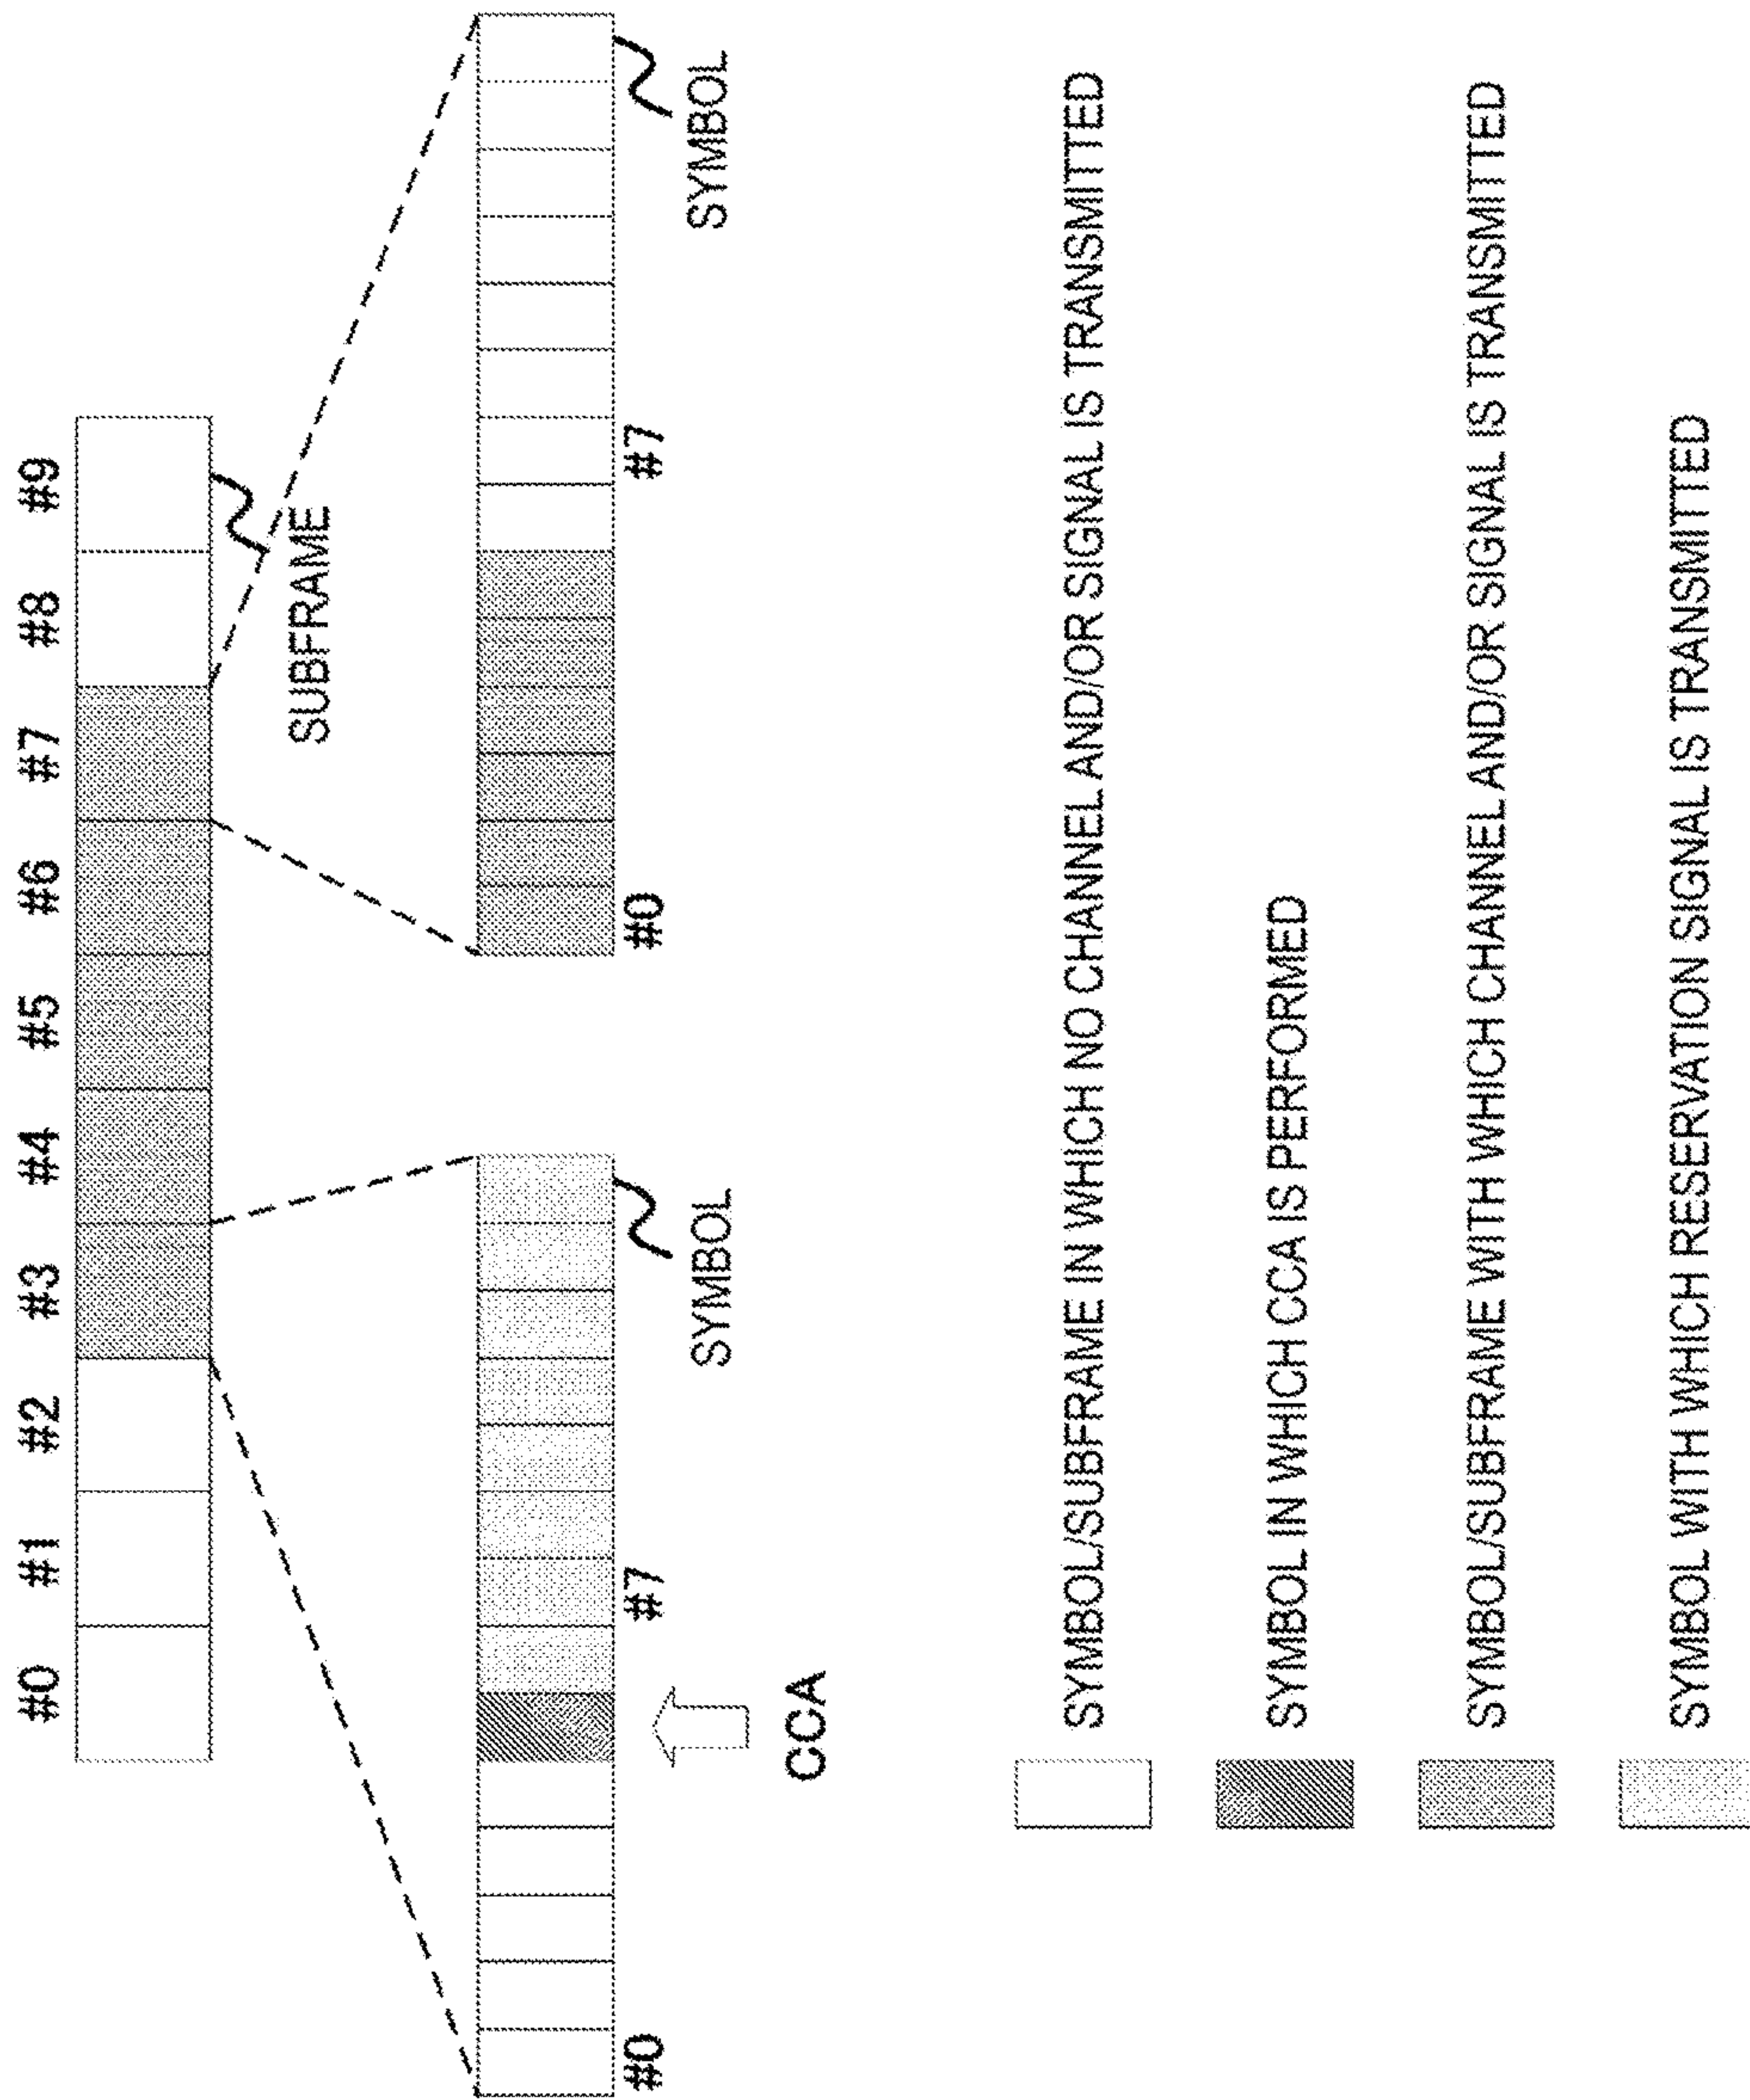 #0 #1 #2 #3 #4 #5 #6 #7 #8 #9
SUBFRAME
#0 #7 #0 #7
SYMBOL SYMBOL
CCA
SYMBOL/SUBFRAME IN WHICH NO CHANNEL AND/OR SIGNAL IS TRANSMITTED
SYMBOL IN WHICH CCA IS PERFORMED
SYMBOL/SUBFRAME WITH WHICH CHANNEL AND/OR SIGNAL IS TRANSMITTED
SYMBOL WITH WHICH RESERVATION SIGNAL IS TRANSMITTED